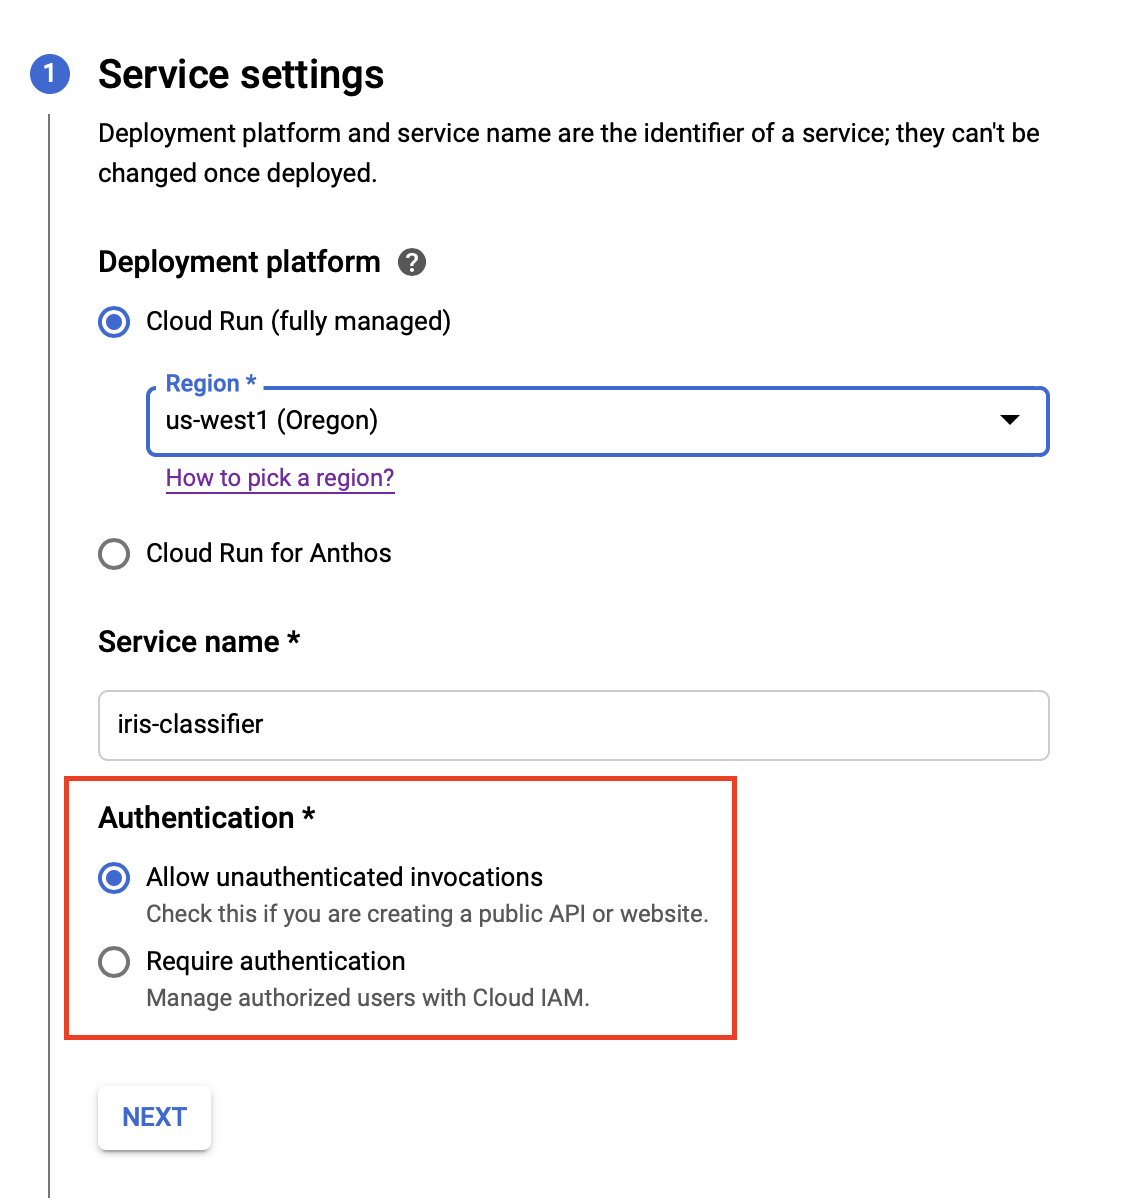 1
Service settings
Deployment platform and service name are the identifier of a service; they can't be
changed once deployed.
Deployment platform ?
Cloud Run (fully managed)
Region *
us-west1 (Oregon)
How to pick a region?
Cloud Run for Anthos
Service name *
iris-classifier
Authentication *
Allow unauthenticated invocations
Check this if you are creating a public API or website.
Require authentication
Manage authorized users with Cloud IAM.
NEXT